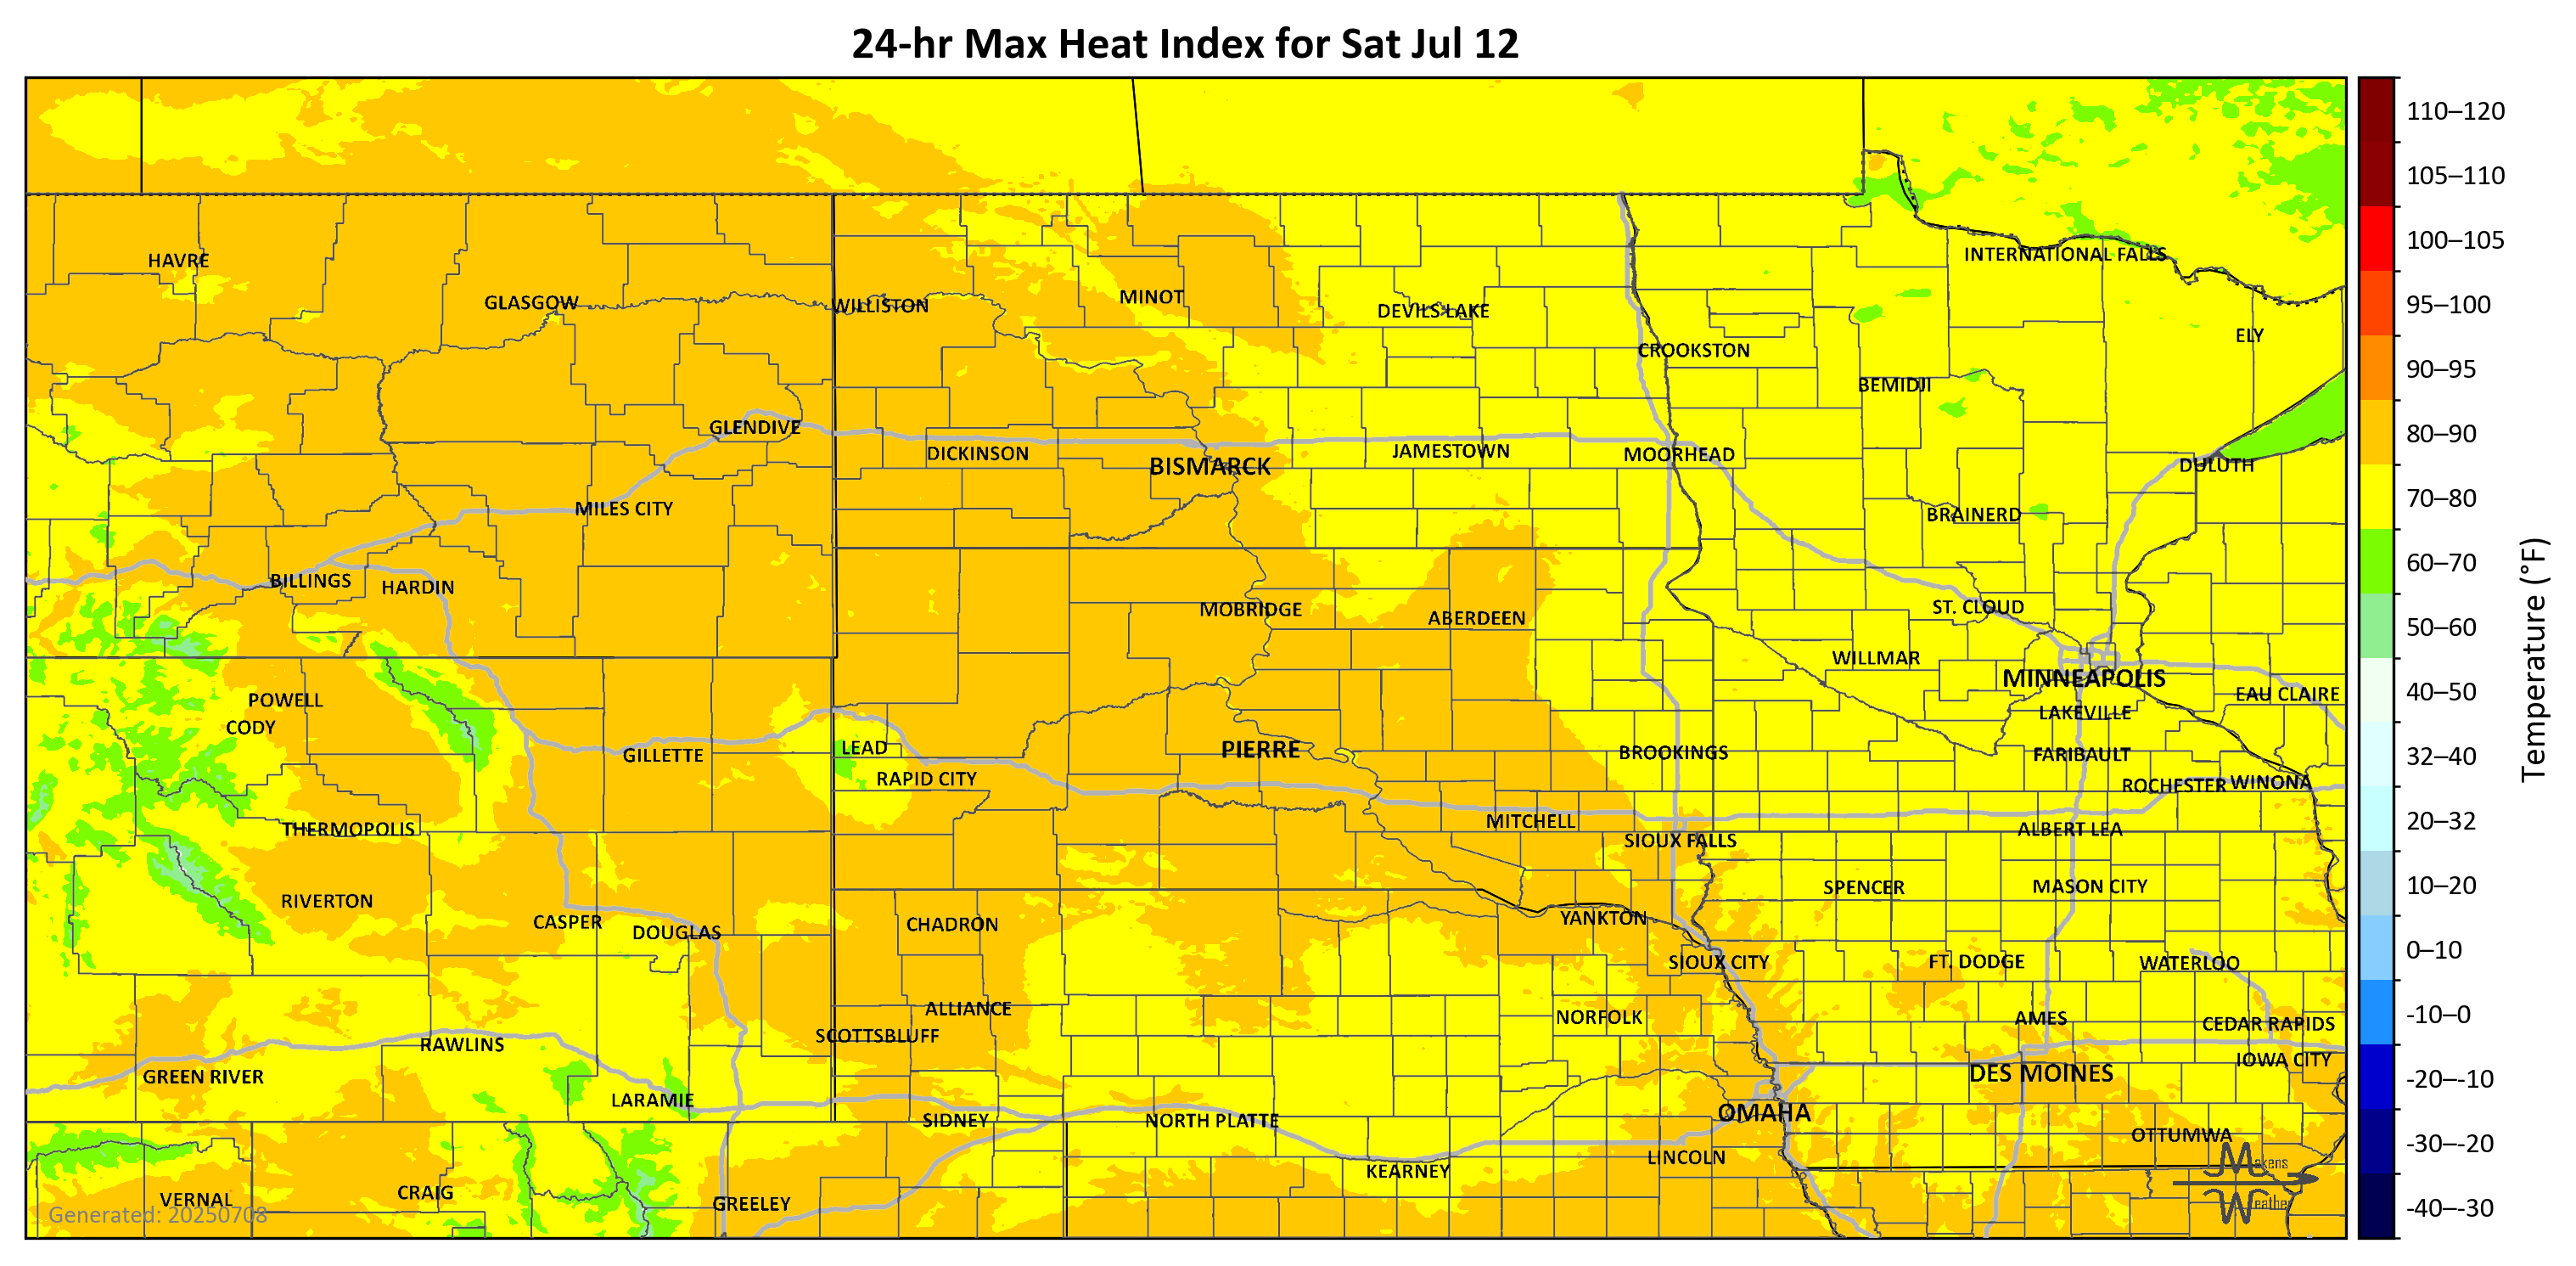 24-hr Max Heat Index for Sat Jul 12
HAVRE
GLASGOW
WILLISTON
MINOT
DEVILS LAKE
INTERNATIONAL FALLS
CROOKSTON
ELY
BEMIDJI
GLENDIVE
DICKINSON
BISMARCK
JAMESTOWN
MOORHEAD
DULUTH
MILES CITY
BRAINERD
BILLINGS
HARDIN
MOBRIDGE
ABERDEEN
ST. CLOUD
WILLMAR
MINNEAPOLIS
EAU CLAIRE
POWELL
CODY
LAKEVILLE
GILLETTE
LEAD
PIERRE
BROOKINGS
FARIBAULT
RAPID CITY
ROCHESTER
WINONA
THERMOPOLIS
MITCHELL
SIOUX FALLS
ALBERT LEA
RIVERTON
SPENCER
MASON CITY
CASPER
DOUGLAS
CHADRON
YANKTON
SIOUX CITY
FT. DODGE
WATERLOO
ALLIANCE
NORFOLK
AMES
CEDAR RAPIDS
SCOTTSBLUFF
RAWLINS
IOWA CITY
GREEN RIVER
DES MOINES
LARAMIE
SIDNEY
NORTH PLATTE
OMAHA
OTTUMWA
LINCOLN
KEARNEY
VERNAL
CRAIG
GREELEY
Generated: 20250708
Makens
Weather
110–120
105–110
100–105
95–100
90–95
80–90
70–80
60–70
50–60
40–50
32–40
20–32
10–20
0–10
-10–0
-20–-10
-30–-20
-40–-30
Temperature (°F)